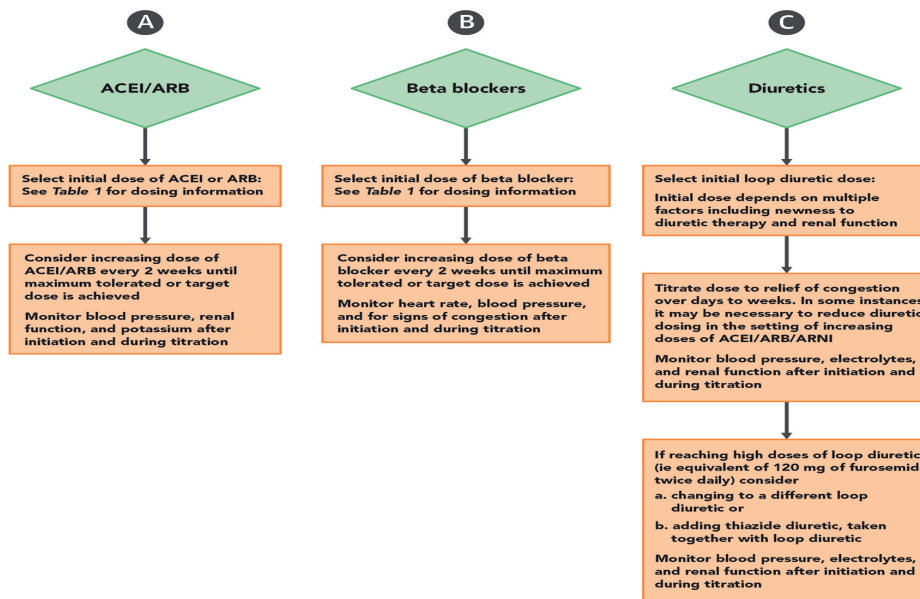 A
ACEI/ARB
Select initial dose of ACEI or ARB:
See Table 1 for dosing information
Consider increasing dose of
ACEI/ARB every 2 weeks until
maximum tolerated or target
dose is achieved
Monitor blood pressure, renal
function, and potassium after
initiation and during titration
B
Beta blockers
Select initial dose of beta blocker:
See Table 1 for dosing information
Consider increasing dose of beta
blocker every 2 weeks until maximum
tolerated or target dose is achieved
Monitor heart rate, blood pressure,
and for signs of congestion after
initiation and during titration
C
Diuretics
Select initial loop diuretic dose:
Initial dose depends on multiple
factors including newness to
diuretic therapy and renal function
Titrate dose to relief of congestion
over days to weeks. In some instances
it may be necessary to reduce diuretic
dosing in the setting of increasing
doses of ACEI/ARB/ARNI
Monitor blood pressure, electrolytes,
and renal function after initiation and
during titration
If reaching high doses of loop diuretic
(ie equivalent of 120 mg of furosemid
twice daily) consider
a. changing to a different loop
diuretic or
b. adding thiazide diuretic, taken
together with loop diuretic
Monitor blood pressure, electrolytes,
and renal function after initiation and
during titration